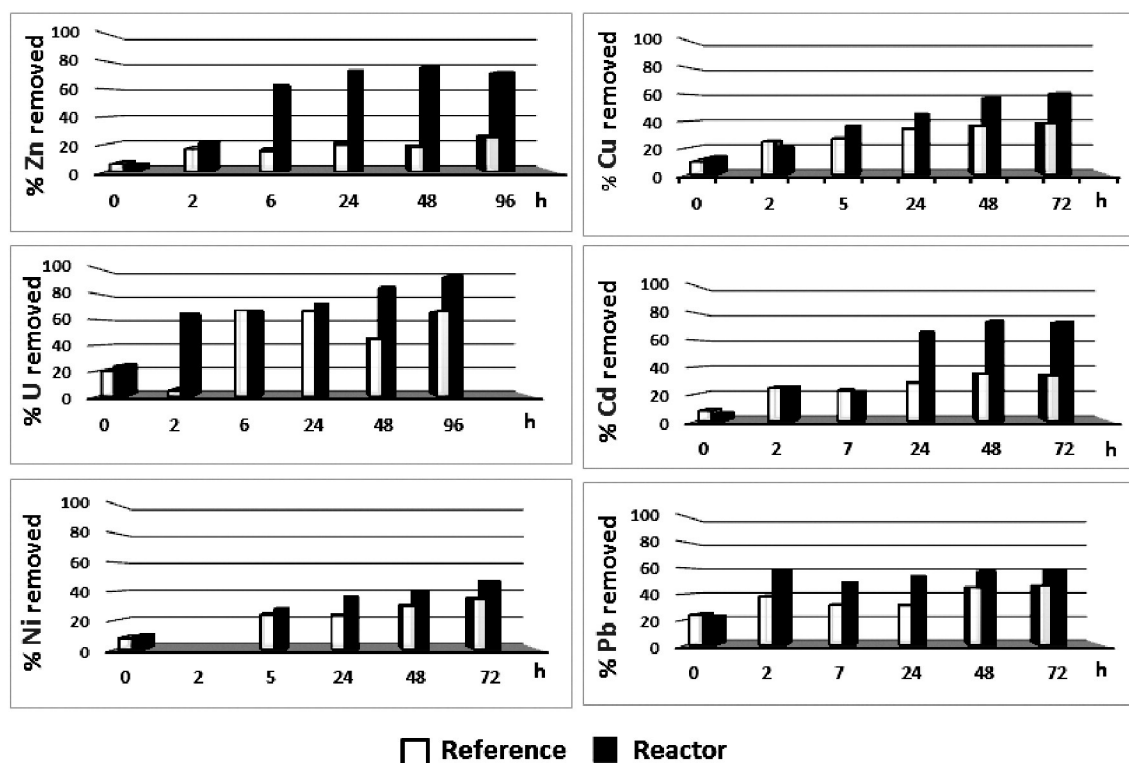 % Zn removed
100
80
60
40
20
0
0 2 6 24 48 96 h
% Cu removed
100
80
60
40
20
0
0 2 5 24 48 72 h
% U removed
100
80
60
40
20
0
0 2 6 24 48 96 h
% Cd removed
100
80
60
40
20
0
0 2 7 24 48 72 h
% Ni removed
100
80
60
40
20
0
0 2 5 24 48 72 h
% Pb removed
100
80
60
40
20
0
0 2 7 24 48 72 h
Reference Reactor